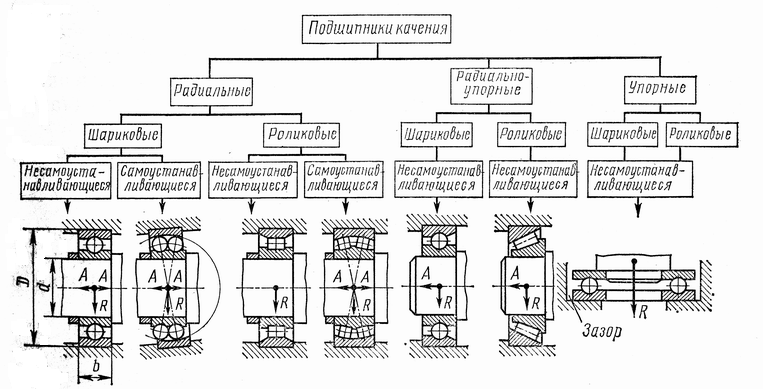 Подшипники качения
Радиальные
Радиально-
упорные
Упорные
Шариковые
Роликовые
Шариковые
Роликовые
Шариковые
Роликовые
Несамоуста-
навливающиеся
Самоустанав-
ливающиеся
Несамоустанав-
ливающиеся
Самоустанав-
ливающиеся
Несамоустанав-
ливающиеся
Несамоустанав-
ливающиеся
Несамоустанав-
ливающиеся
D
d
A A
R
b
A A
R
R
A A
R
A
R
A
R
R
Зазор